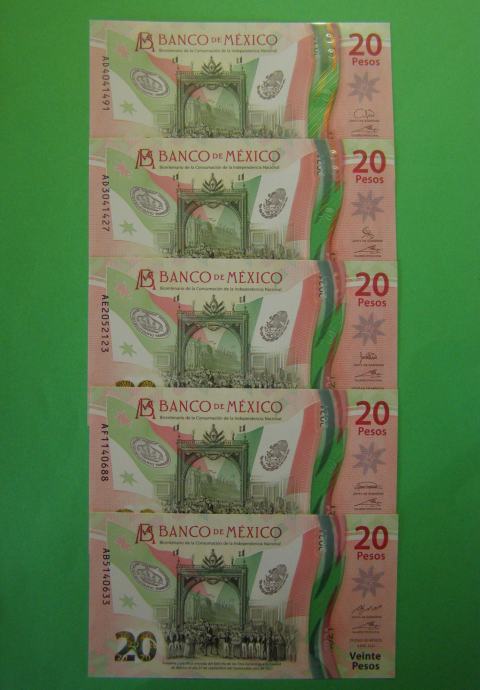 BANCO DE MÉXICO
Bicentenario de la Consumación de la Independencia Nacional
20
Pesos
AD4041491
BANCO DE MÉXICO
Bicentenario de la Consumación de la Independencia Nacional
20
Pesos
AD3041427
BANCO DE MÉXICO
Bicentenario de la Consumación de la Independencia Nacional
20
Pesos
AE2052123
BANCO DE MÉXICO
Bicentenario de la Consumación de la Independencia Nacional
20
Pesos
AF1140688
BANCO DE MÉXICO
Bicentenario de la Consumación de la Independencia Nacional
20
AB5140633
20
Veinte
Pesos